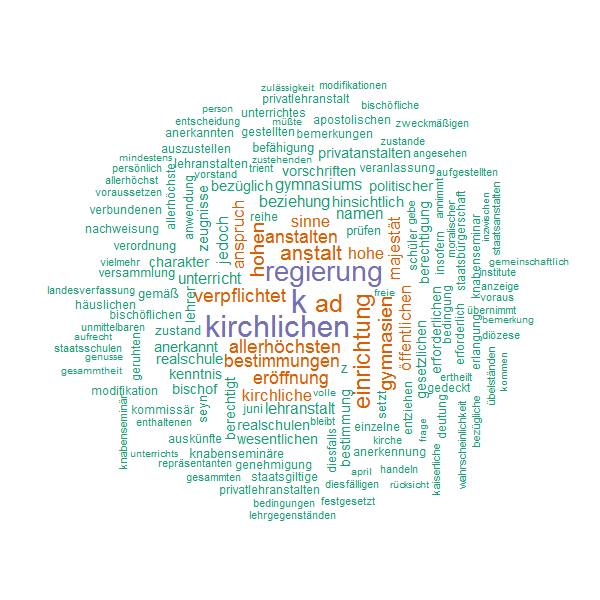 zulässigkeit
modifikationen
privatlehranstalt
bischöfliche
person
unterrichtes
apostolischen
entscheidung
müßte
zweckmäßigen
anerkannten
gestellten
bemerkungen
zustande
auszustellen
befähigung
privatanstalten
angesehen
mindestens
lehranstalten
zustehenden
persönlich
vorstand
trient
vorschriften
veranlassung
aufgestellten
allerhöchst
allerhöchste
bezüglich
gymnasiums
politischer
voraussetzen
anwendung
zeugnisse
beziehung
hinsichtlich
annimmt
staatsbürgerschaft
staatsanstalten
verbundenen
jedoch
anspruch
reihe
sinne
namen
gebe
moralischer
inzwischen
nachweisung
hohen
anstalten
prüfen
majestät
schüler
berechtigung
insofern
knabenseminar
verordnung
anstalt
hohe
vielmehr
charakter
regierung
gemeinschaftlich
versammlung
unterricht
institute
landesverfassung
gemäß
lehrer
verpflichtet
k
ad
freie
einrichtung
gymnasien
öffentlichen
gesetzlichen
erforderlichen
bedingung
erforderlich
erlangung
anzeige
voraus
häuslichen
bischöflichen
kirchlichen
übernimmt
bemerkung
unmittelbaren
zustand
diözese
aufrecht
geruhten
staatsschulen
anerkannt
allerhöchsten
genusse
realschule
bestimmungen
gesammtheit
kenntnis
eröffnung
z
ertheilt
übelständen
kommen
modifikation
bischof
kirchliche
volle
setzt
gedeckt
knabenseminär
seyn
berechtigt
juni
lehranstalt
entziehen
deutung
kommissär
enthaltenen
realschulen
bleibt
bestimmung
einzelne
frage
bezügliche
auskünfte
wesentlichen
diesfalls
kirche
unterrichts
knabenseminäre
anerkennung
kaiserliche
wahrscheinlichkeit
repräsentanten
genehmigung
gesammten
staatsgiltige
april
handeln
privatlehranstalten
diesfälligen
rücksicht
bedingungen
festgesetzt
lehrgegenständen